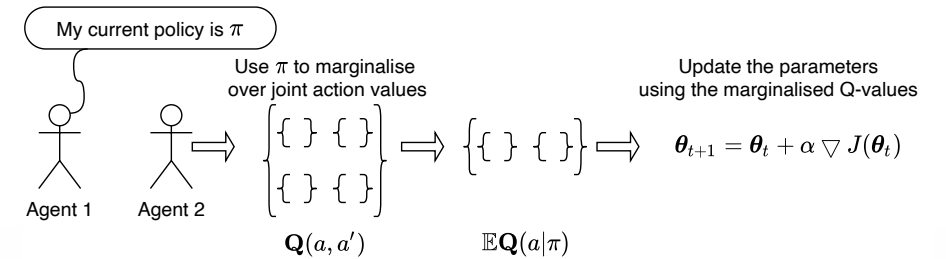 My current policy is π
Use π to marginalise
over joint action values
Update the parameters
using the marginalised Q-values
{ { } { } } { { } { } }
{ } { }
θ_{t+1} = θ_t + α ▽ J(θ_t)
Agent 1
Agent 2
Q(a, a′)
𝔼Q(a|π)